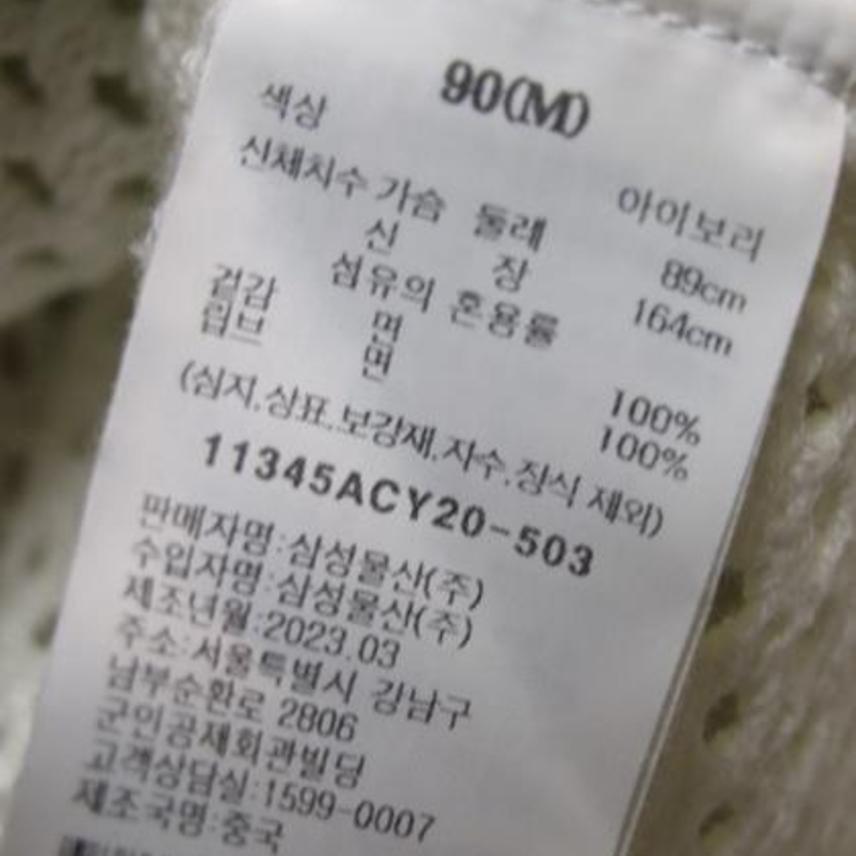 90(M)
색상 아이보리
신체치수 가슴 둘레 89cm
신 장 164cm
섬유의 혼용률
겉감 면 100%
립브 면 100%
(심지.상표.보강재.자수.장식 제외)
11345ACY20-503
판매자명:삼성물산(주)
수입자명:삼성물산(주)
제조년월:2023.03
주소:서울특별시 강남구
남부순환로 2806
군인공제회관빌딩
고객상담실:1599-0007
제조국명:중국